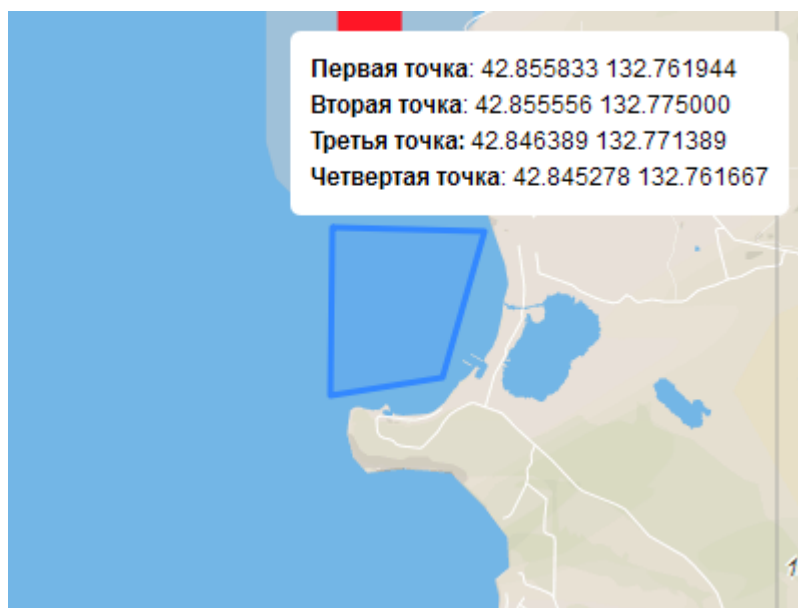 Первая точка: 42.855833 132.761944
Вторая точка: 42.855556 132.775000
Третья точка: 42.846389 132.771389
Четвертая точка: 42.845278 132.761667
1